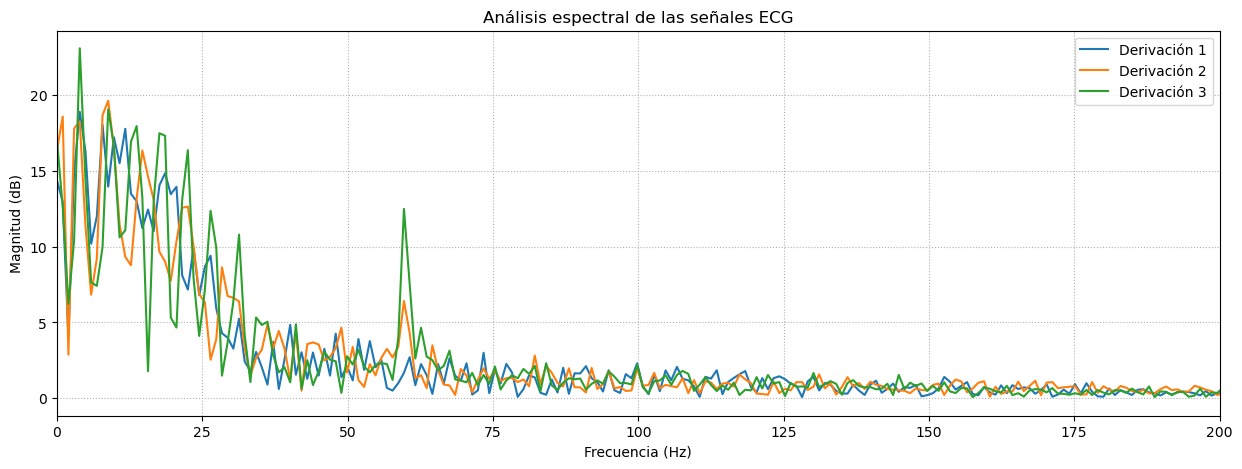 Análisis espectral de las señales ECG
Derivación 1
Derivación 2
Derivación 3
Magnitud (dB)
20
15
10
5
0
0 25 50 75 100 125 150 175 200
Frecuencia (Hz)